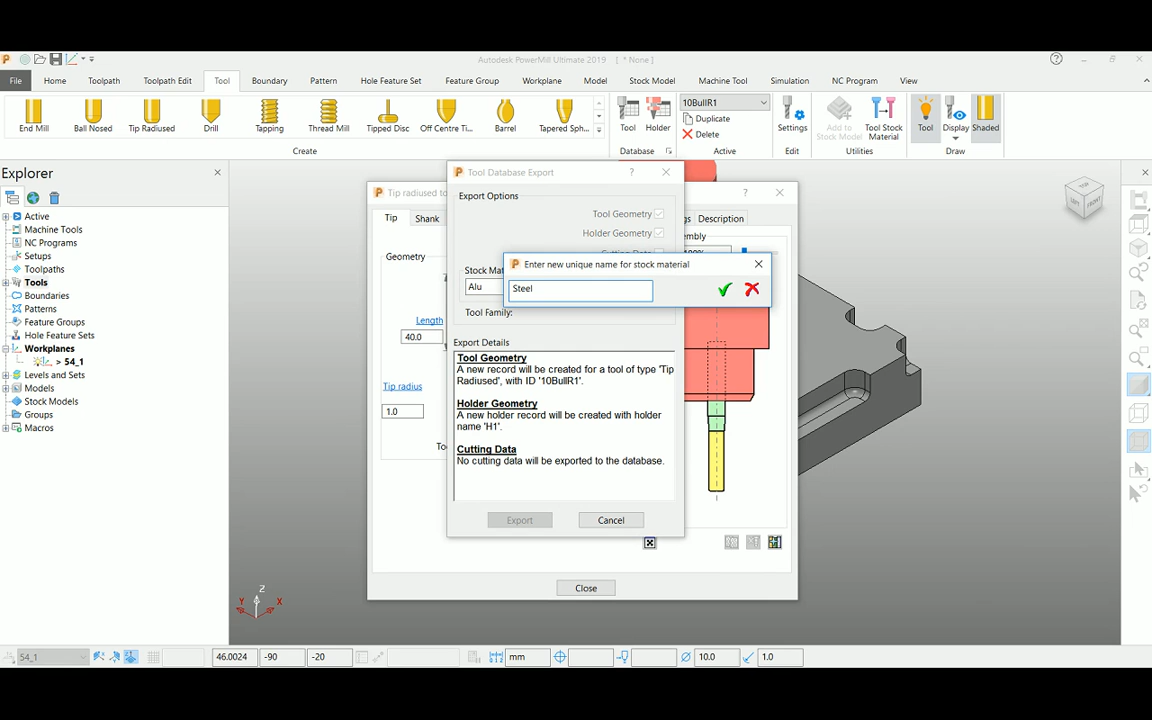 Autodesk PowerMill Ultimate 2019    [ * None ]
File Home Toolpath Toolpath Edit Tool Boundary Pattern Hole Feature Set Feature Group Workplane Model Stock Model Machine Tool Simulation NC Program View
End Mill Ball Nosed Tip Radiused Drill Tapping Thread Mill Tipped Disc Off Centre Ti... Barrel Tapered Sph...
Create
Tool Holder
Database
10BullR1
Duplicate
Delete
Active
Settings
Edit
Add to Stock Model
Tool Stock Material
Utilities
Tool Display Shaded
Draw
Explorer
Active
Machine Tools
NC Programs
Setups
Toolpaths
Tools
Boundaries
Patterns
Feature Groups
Hole Feature Sets
Workplanes
> 54_1
Levels and Sets
Models
Stock Models
Groups
Macros
Tip radiused to
Tip Shank
Description
Geometry
Length
40.0
Tip radius
1.0
Close
Tool Database Export
Export Options
Tool Geometry
Holder Geometry
Alu
Tool Family:
Enter new unique name for stock material
Steel
Export Details
Tool Geometry
A new record will be created for a tool of type 'Tip
Radiused', with ID '10BullR1'.
Holder Geometry
A new holder record will be created with holder
name 'H1'.
Cutting Data
No cutting data will be exported to the database.
Export Cancel
TOP
LEFT FRONT
Z
Y X
54_1 46.0024 -90 -20 mm 10.0 1.0